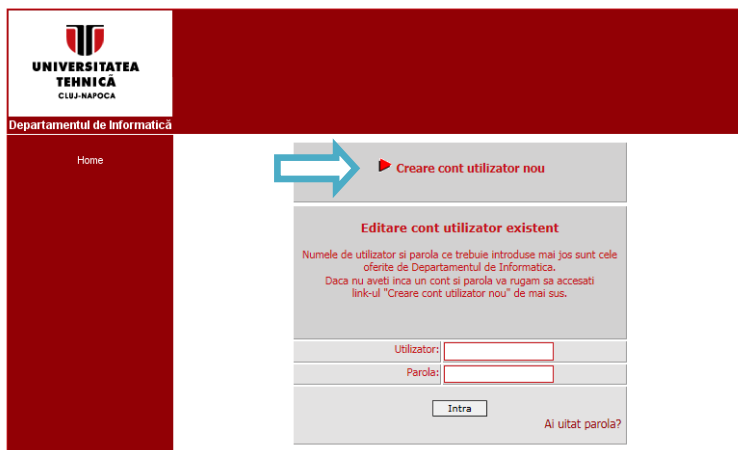 UNIVERSITATEA
TEHNICĂ
CLUJ-NAPOCA
Departamentul de Informatică
Home
Creare cont utilizator nou
Editare cont utilizator existent
Numele de utilizator si parola ce trebuie introduse mai jos sunt cele
oferite de Departamentul de Informatica.
Daca nu aveti inca un cont si parola va rugam sa accesati
link-ul "Creare cont utilizator nou" de mai sus.
Utilizator:
Parola:
Intra
Ai uitat parola?